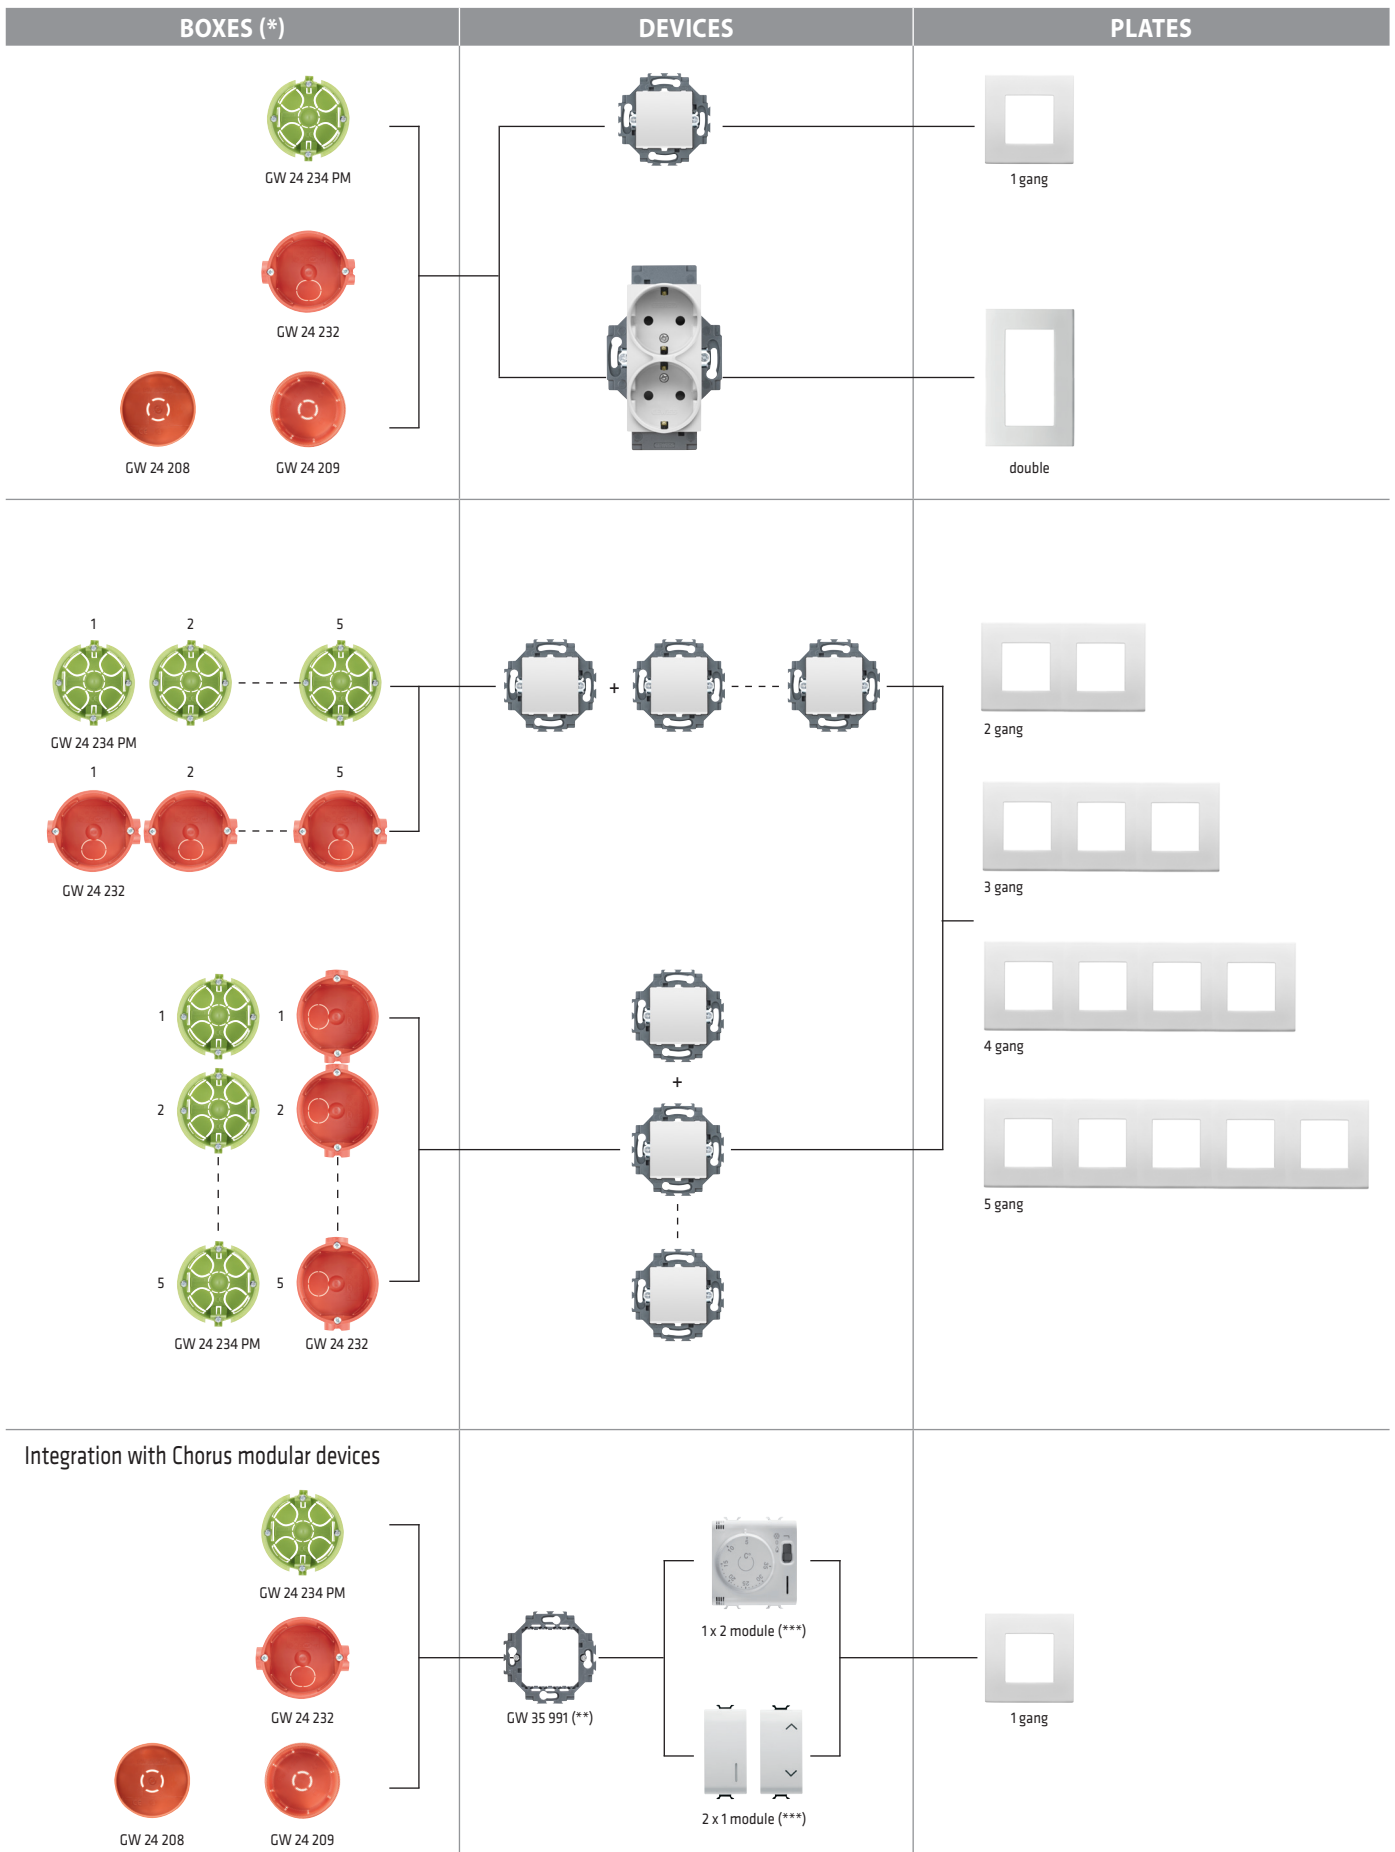 BOXES (*)
DEVICES
PLATES
GW 24 234 PM
1 gang
GW 24 232
GW 24 208
GW 24 209
double
1
2
5
+
2 gang
GW 24 234 PM
1
2
5
3 gang
GW 24 232
1
1
4 gang
+
2
2
5 gang
5
5
GW 24 234 PM
GW 24 232
Integration with Chorus modular devices
GW 24 234 PM
1 x 2 module (***)
GW 24 232
GW 35 991 (**)
1 gang
2 x 1 module (***)
GW 24 208
GW 24 209